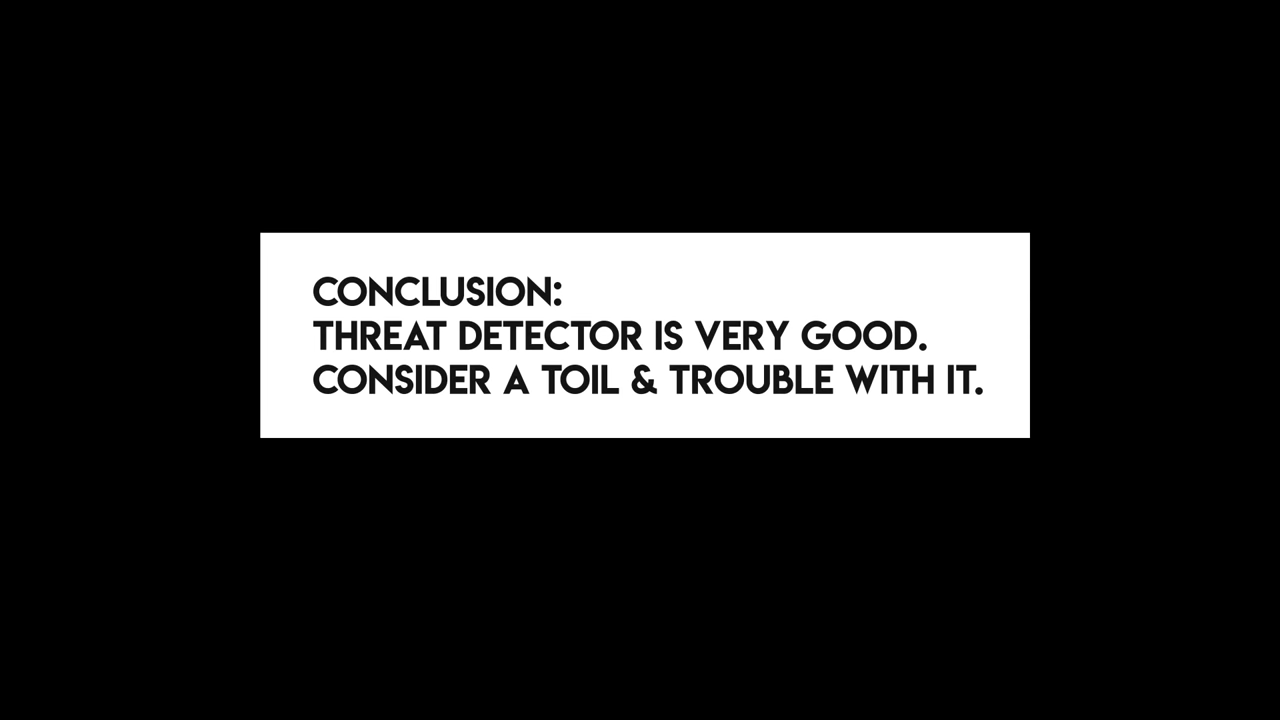 CONCLUSION:
THREAT DETECTOR IS VERY GOOD.
CONSIDER A TOIL & TROUBLE WITH IT.